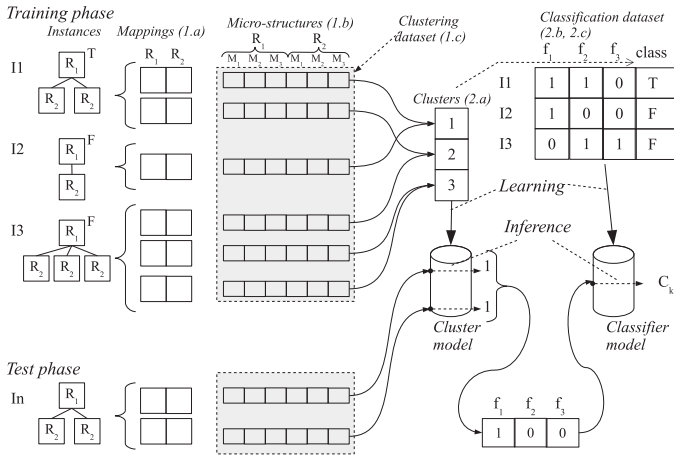 Training phase
Instances Mappings (1.a) Micro-structures (1.b) Clustering dataset (1.c) Classification dataset (2.b, 2.c)
R1 R2 R1 R2 f1 f2 f3 class
M1 M2 M3 M1 M2 M3
Clusters (2.a)
I1 R1 T R2 R2
I1 1 1 0 T
I2 1 0 0 F
I3 0 1 1 F
1
2
3
I2 R1 F R2
Learning
I3 R1 F R2 R2 R2
Inference
1
1
Ck
Cluster model
Classifier model
Test phase
In R1 R2 R2
f1 f2 f3
1 0 0